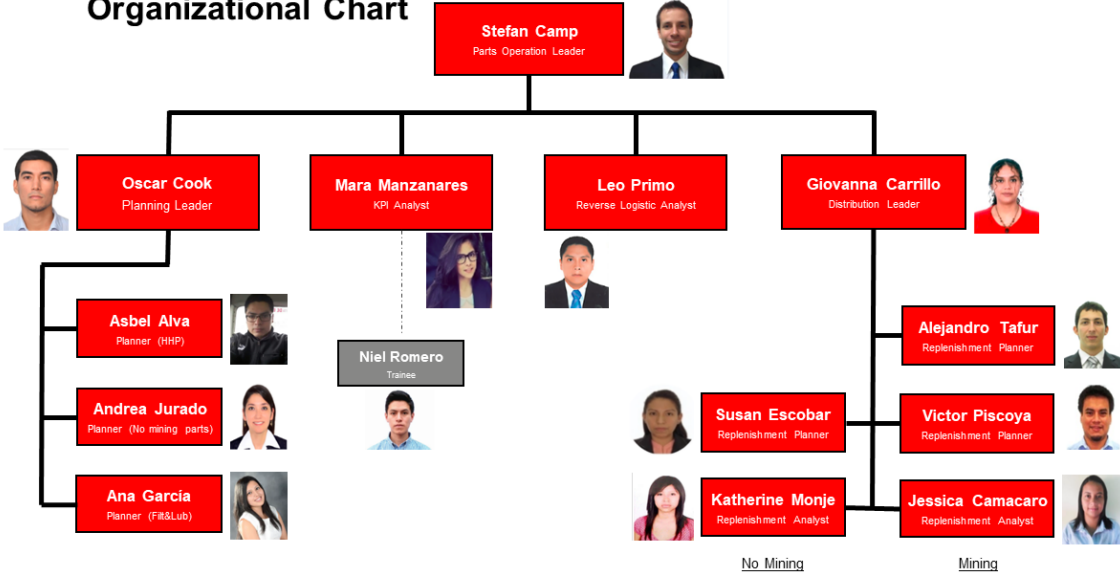 Organizational Chart
Stefan Camp
Parts Operation Leader
Oscar Cook
Planning Leader
Mara Manzanares
KPI Analyst
Leo Primo
Reverse Logistic Analyst
Giovanna Carrillo
Distribution Leader
Asbel Alva
Planner (HHP)
Andrea Jurado
Planner (No mining parts)
Ana García
Planner (Filt&Lub)
Niel Romero
Trainee
Alejandro Tafur
Replenishment Planner
Susan Escobar
Replenishment Planner
Victor Piscoya
Replenishment Planner
Katherine Monje
Replenishment Analyst
Jessica Camacaro
Replenishment Analyst
No Mining
Mining